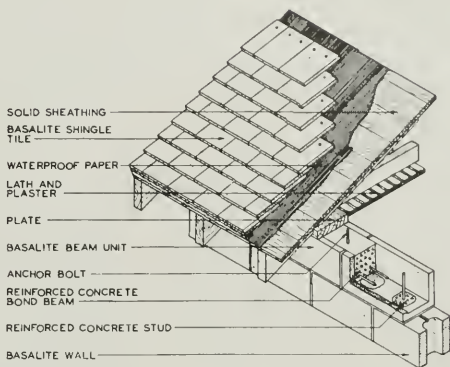 SOLID SHEATHING
BASALITE SHINGLE
TILE
WATERPROOF PAPER
LATH AND
PLASTER
PLATE
BASALITE BEAM UNIT
ANCHOR BOLT
REINFORCED CONCRETE
BOND BEAM
REINFORCED CONCRETE STUD
BASALITE WALL